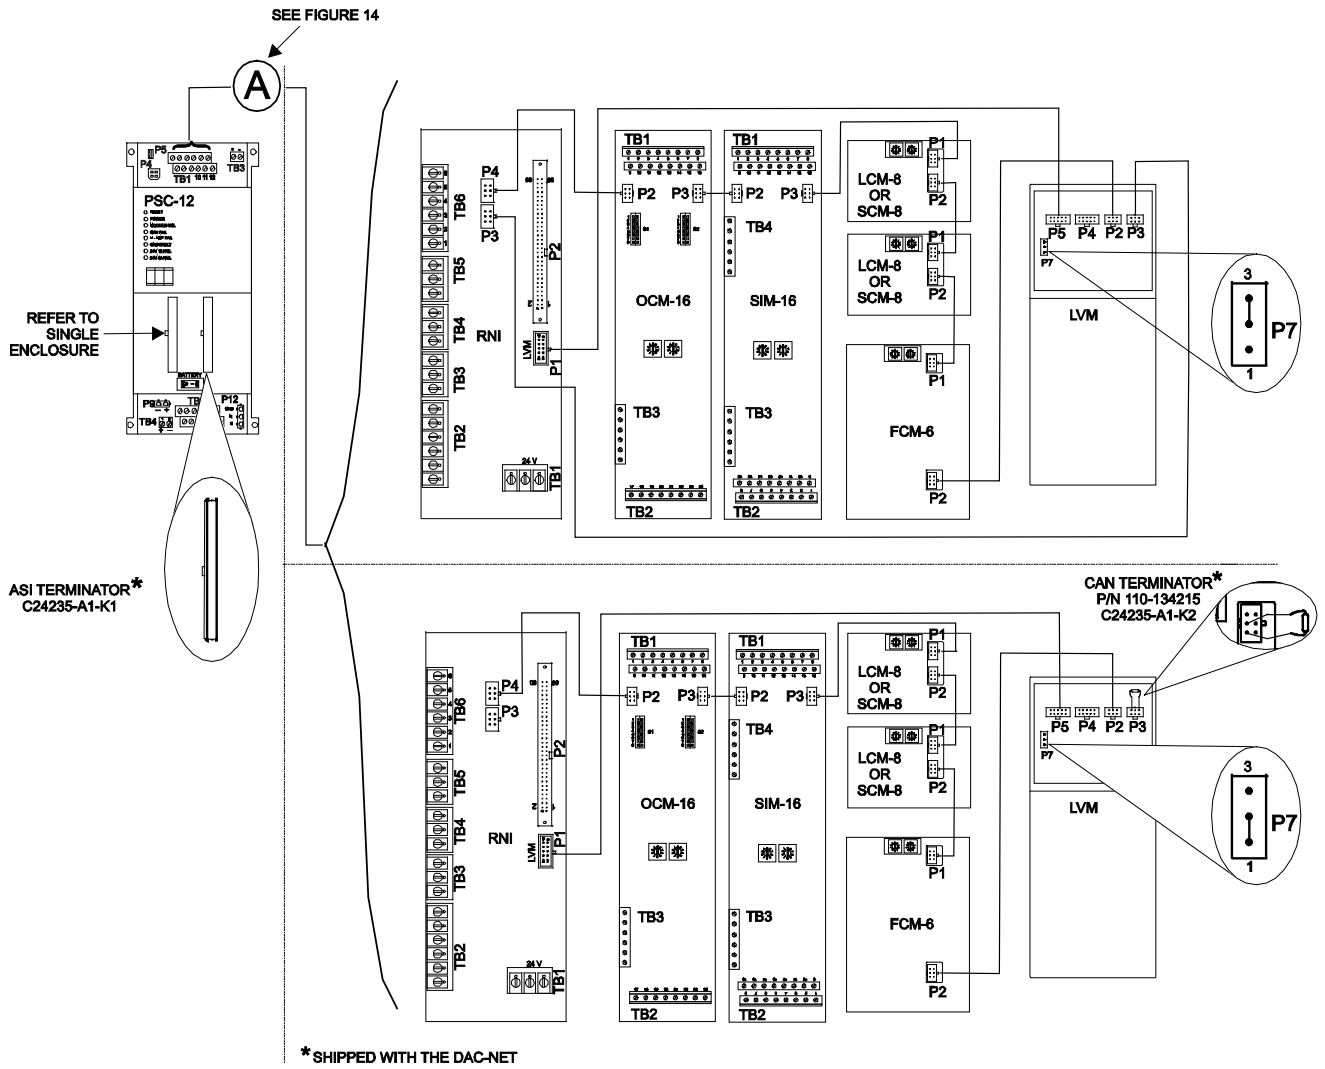 SEE FIGURE 14
A
P5
P4
TB1
10 11 12
TB3
PSC-12
RESET
POWER
REFER TO
SINGLE
ENCLOSURE
BATTERY
P9
TB
P12
TB4
ASI TERMINATOR*
C24235-A1-K1
TB6
TB5
TB4
TB3
TB2
P4
P3
P2
RNI
LVM
P1
24 V
TB1
TB1
P2
P3
OCM-16
TB3
TB2
TB1
P2
P3
TB4
SIM-16
TB3
TB2
P1
LCM-8
OR
SCM-8
P2
P1
LCM-8
OR
SCM-8
P2
P1
FCM-6
P2
P5
P4
P2
P3
P7
LVM
3
P7
1
CAN TERMINATOR*
P/N 110-134215
C24235-A1-K2
TB6
TB5
TB4
TB3
TB2
P4
P3
P2
RNI
LVM
P1
24 V
TB1
TB1
P2
P3
OCM-16
TB3
TB2
TB1
P2
P3
TB4
SIM-16
TB3
TB2
P1
LCM-8
OR
SCM-8
P2
P1
LCM-8
OR
SCM-8
P2
P1
FCM-6
P2
P5
P4
P2
P3
P7
LVM
3
P7
1
*SHIPPED WITH THE DAC-NET